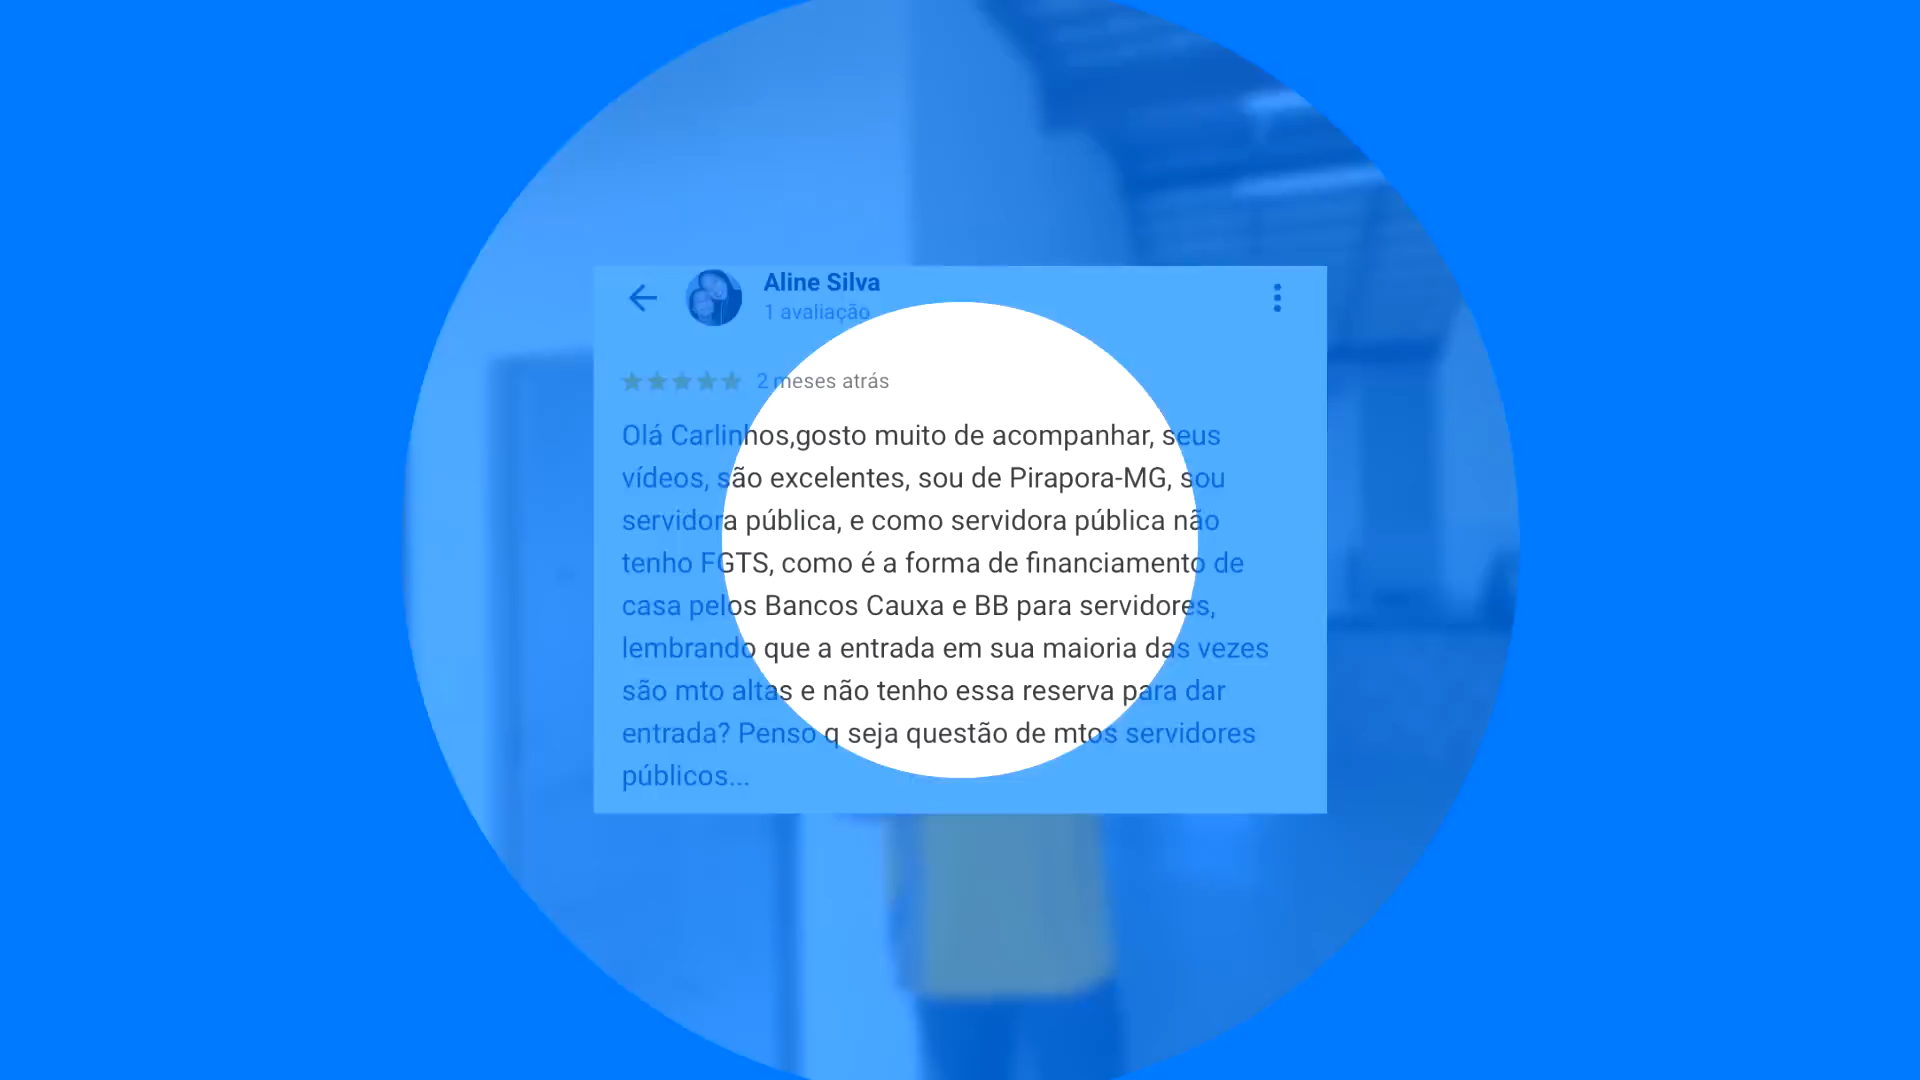 Aline Silva
1 avaliação
2 meses atrás
Olá Carlinhos,gosto muito de acompanhar, seus
vídeos, são excelentes, sou de Pirapora-MG, sou
servidora pública, e como servidora pública não
tenho FGTS, como é a forma de financiamento de
casa pelos Bancos Cauxa e BB para servidores,
lembrando que a entrada em sua maioria das vezes
são mto altas e não tenho essa reserva para dar
entrada? Penso q seja questão de mtos servidores
públicos...